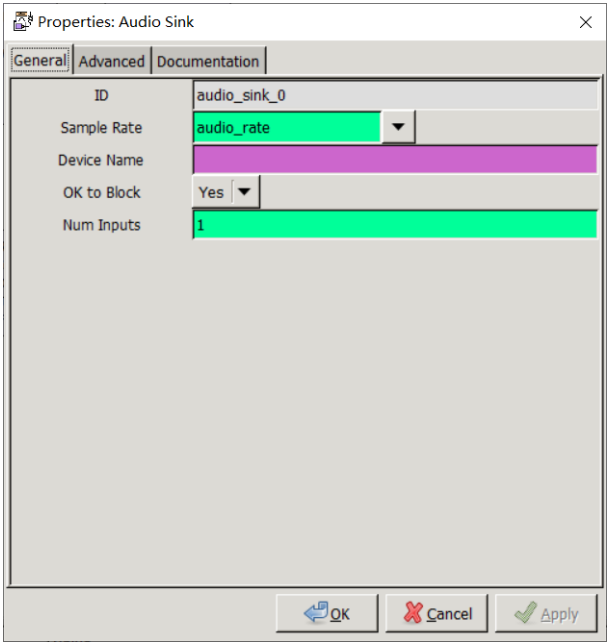 Properties: Audio Sink
General Advanced Documentation
ID audio_sink_0
Sample Rate audio_rate
Device Name
OK to Block Yes
Num Inputs 1
OK Cancel Apply